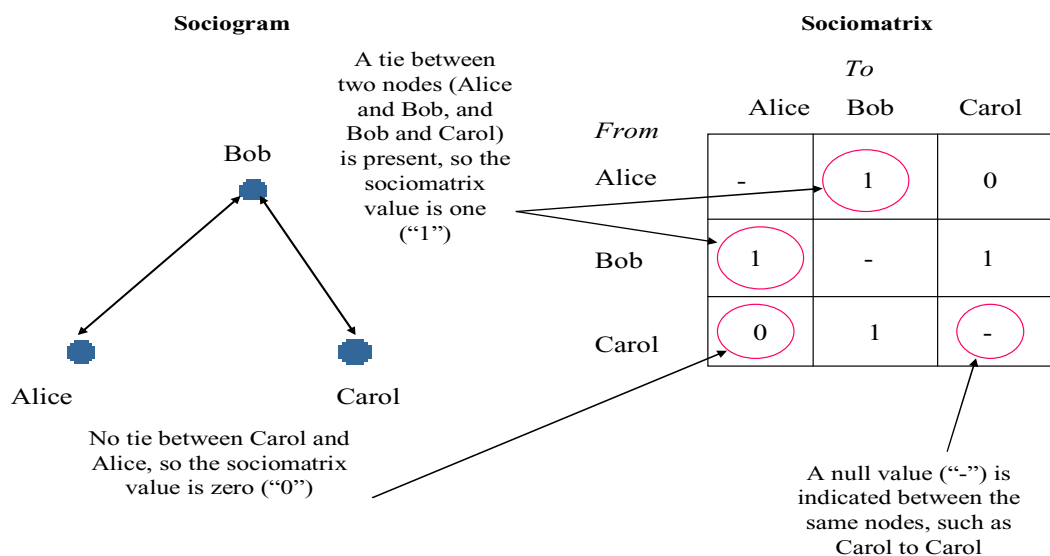 Sociogram
A tie between
two nodes (Alice
and Bob, and
Bob and Carol)
is present, so the
sociomatrix
value is one
(“1”)
Bob
Alice
Carol
No tie between Carol and
Alice, so the sociomatrix
value is zero (“0”)
Sociomatrix
To
Alice Bob Carol
From
Alice - 1 0
Bob 1 - 1
Carol 0 1 -
A null value (“-”) is
indicated between the
same nodes, such as
Carol to Carol